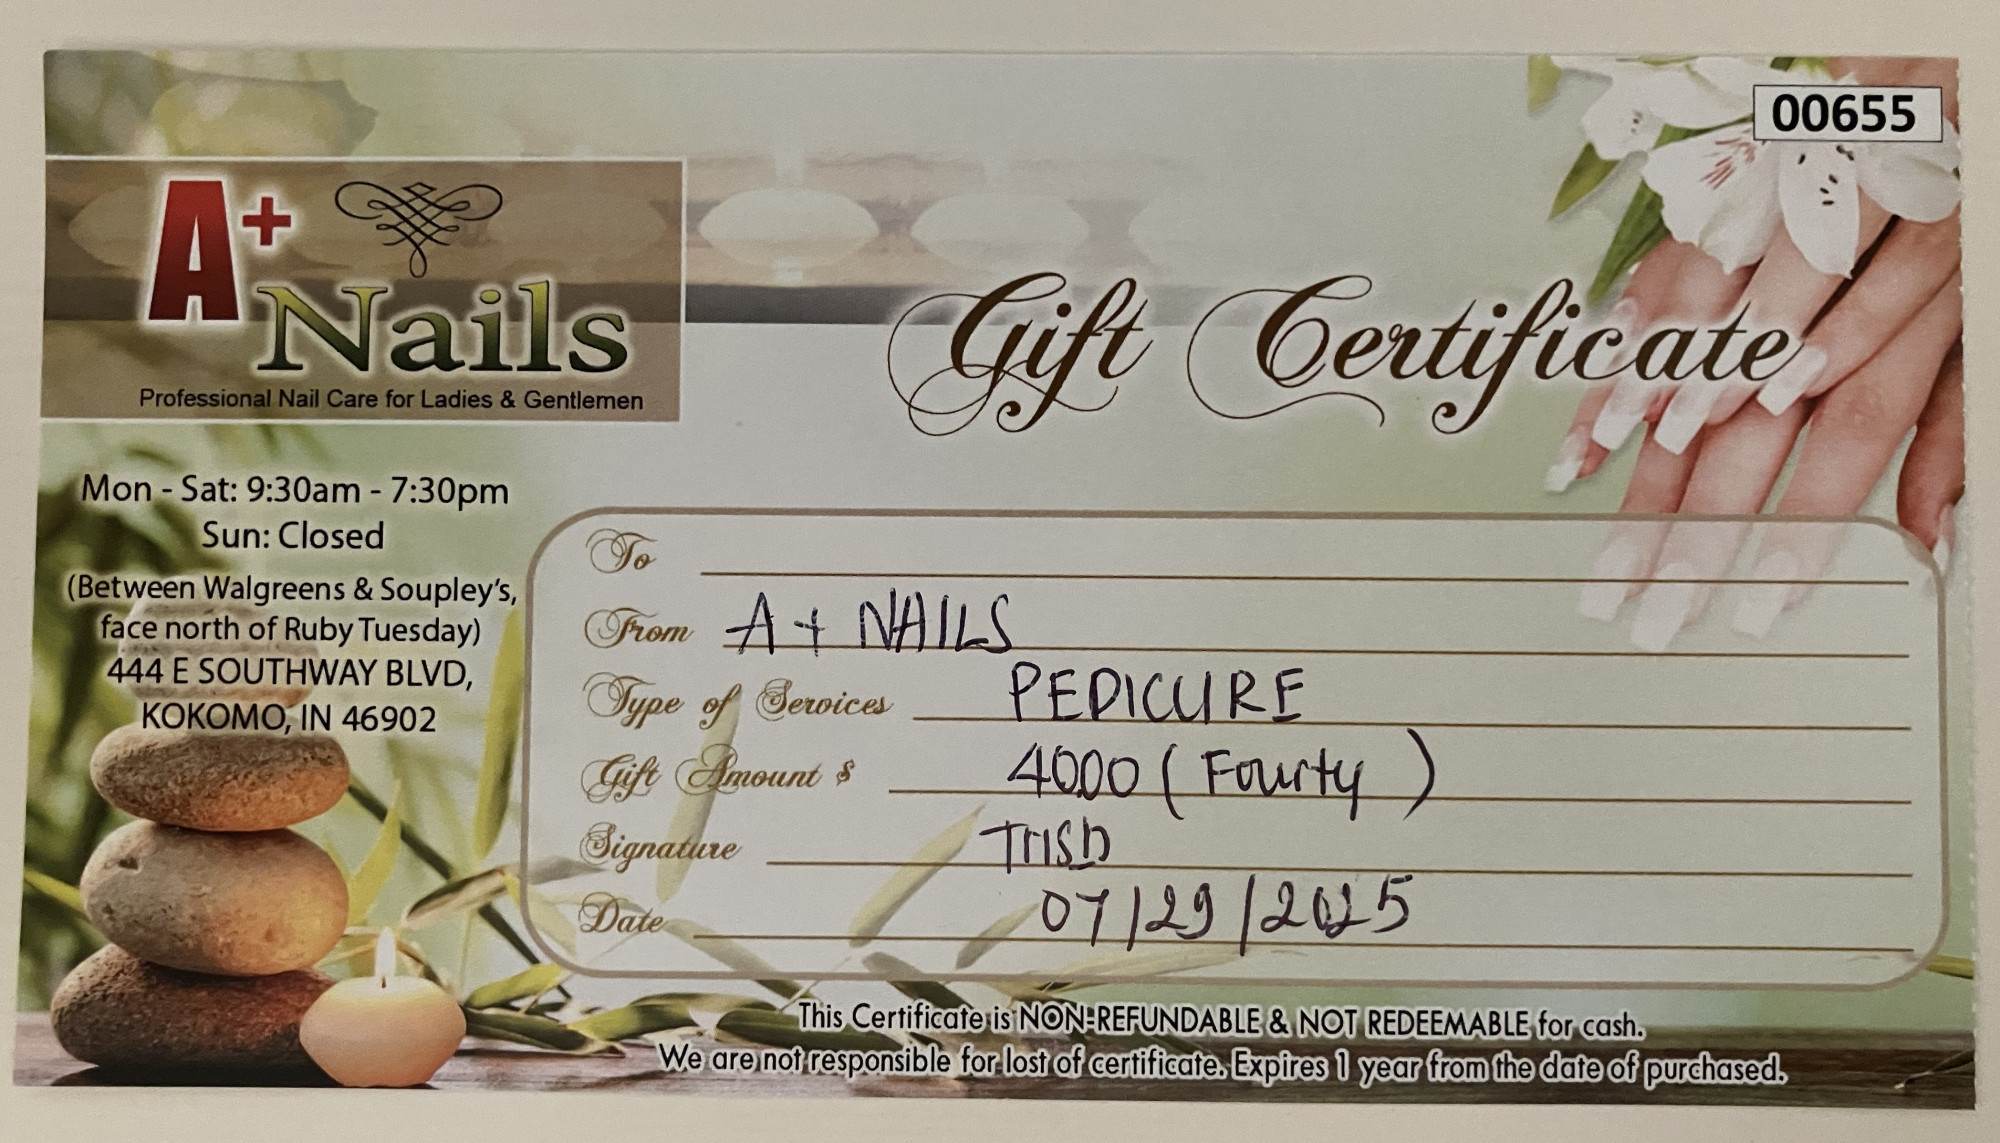 00655
A+
Nails
Professional Nail Care for Ladies & Gentlemen
Gift Certificate
Mon - Sat: 9:30am - 7:30pm
Sun: Closed
(Between Walgreens & Soupley's,
face north of Ruby Tuesday)
444 E SOUTHWAY BLVD,
KOKOMO, IN 46902
To
From A + NAILS
Type of Services PEDICURE
Gift Amount $ 40.00 ( Fourty )
Signature
Date 07/29/2025
This Certificate is NON-REFUNDABLE & NOT REDEEMABLE for cash.
We are not responsible for lost of certificate. Expires 1 year from the date of purchased.